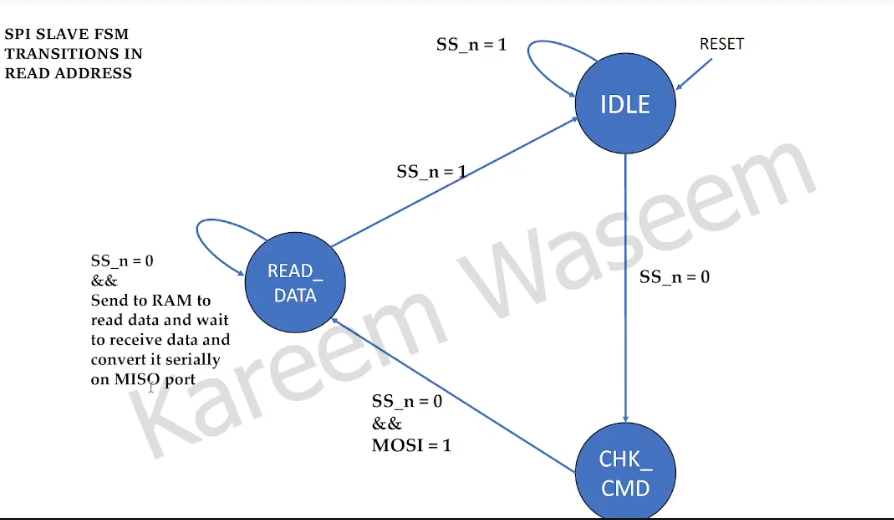 SPI SLAVE FSM
TRANSITIONS IN
READ ADDRESS
SS_n = 1
RESET
IDLE
SS_n = 1
SS_n = 0
READ_
DATA
SS_n = 0
&&
Send to RAM to
read data and wait
to receive data and
convert it serially
on MISO port
SS_n = 0
&&
MOSI = 1
CHK_
CMD
Kareem Waseem